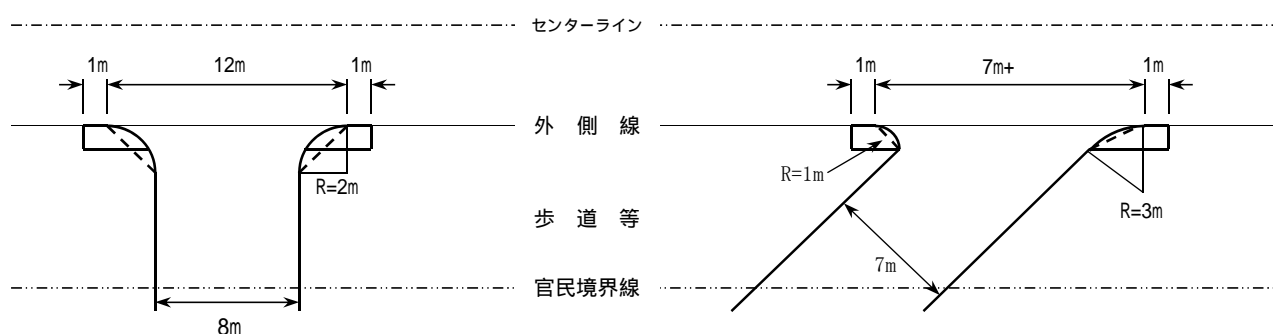 センターライン
1m 12m 1m
1m 7m+ 1m
外側線
R=2m
R=1m
R=3m
歩道等
7m
官民境界線
8m